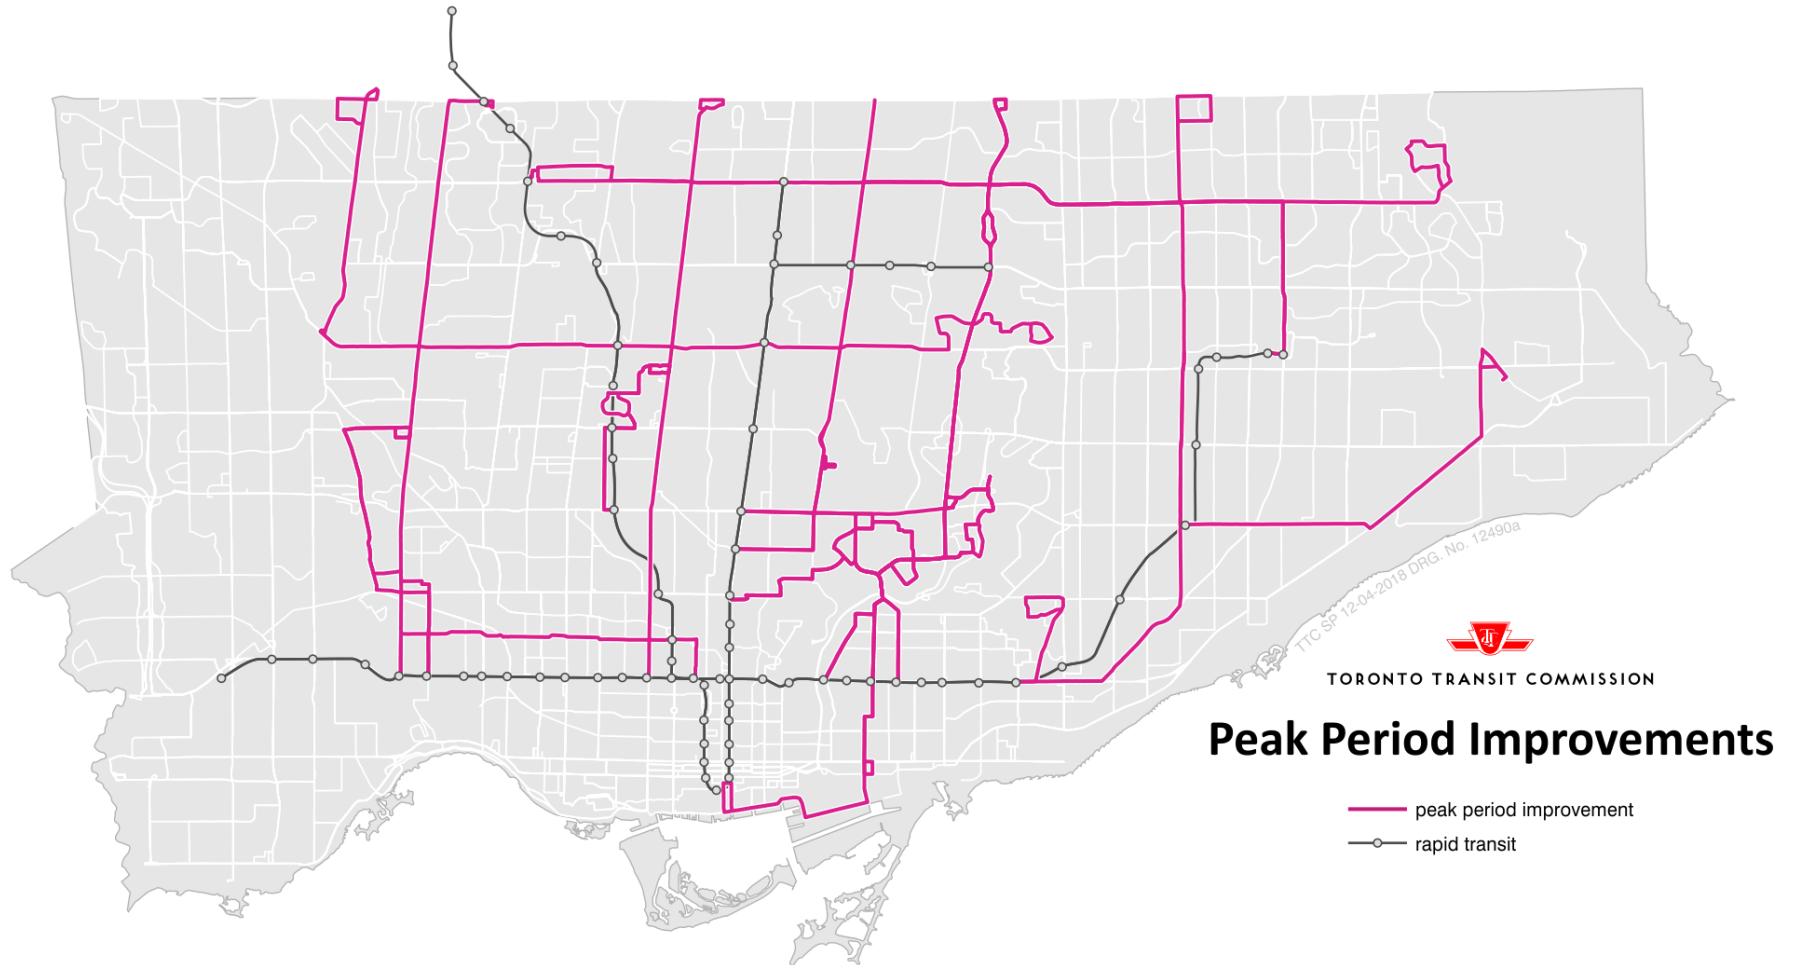 TTC SP 12-04-2018 DRG. No. 12490a
TTC
TORONTO TRANSIT COMMISSION
Peak Period Improvements
peak period improvement
rapid transit